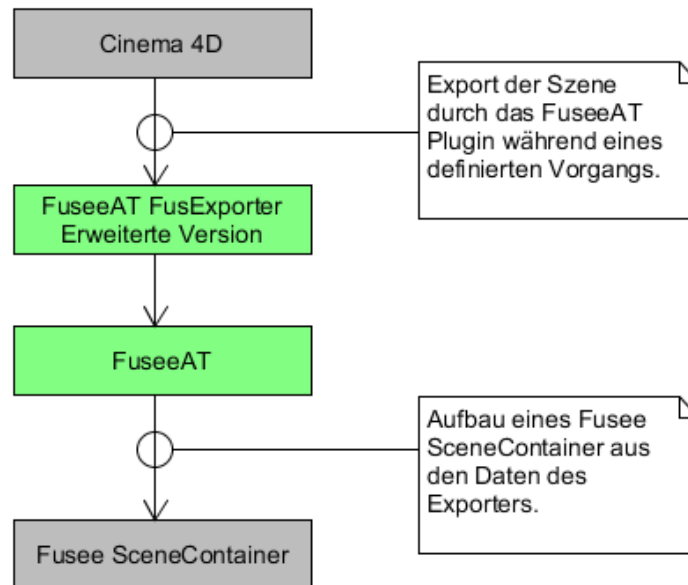 Cinema 4D
Export der Szene
durch das FuseeAT
Plugin während eines
definierten Vorgangs.
FuseeAT FusExporter
Erweiterte Version
FuseeAT
Aufbau eines Fusee
SceneContainer aus
den Daten des
Exporters.
Fusee SceneContainer